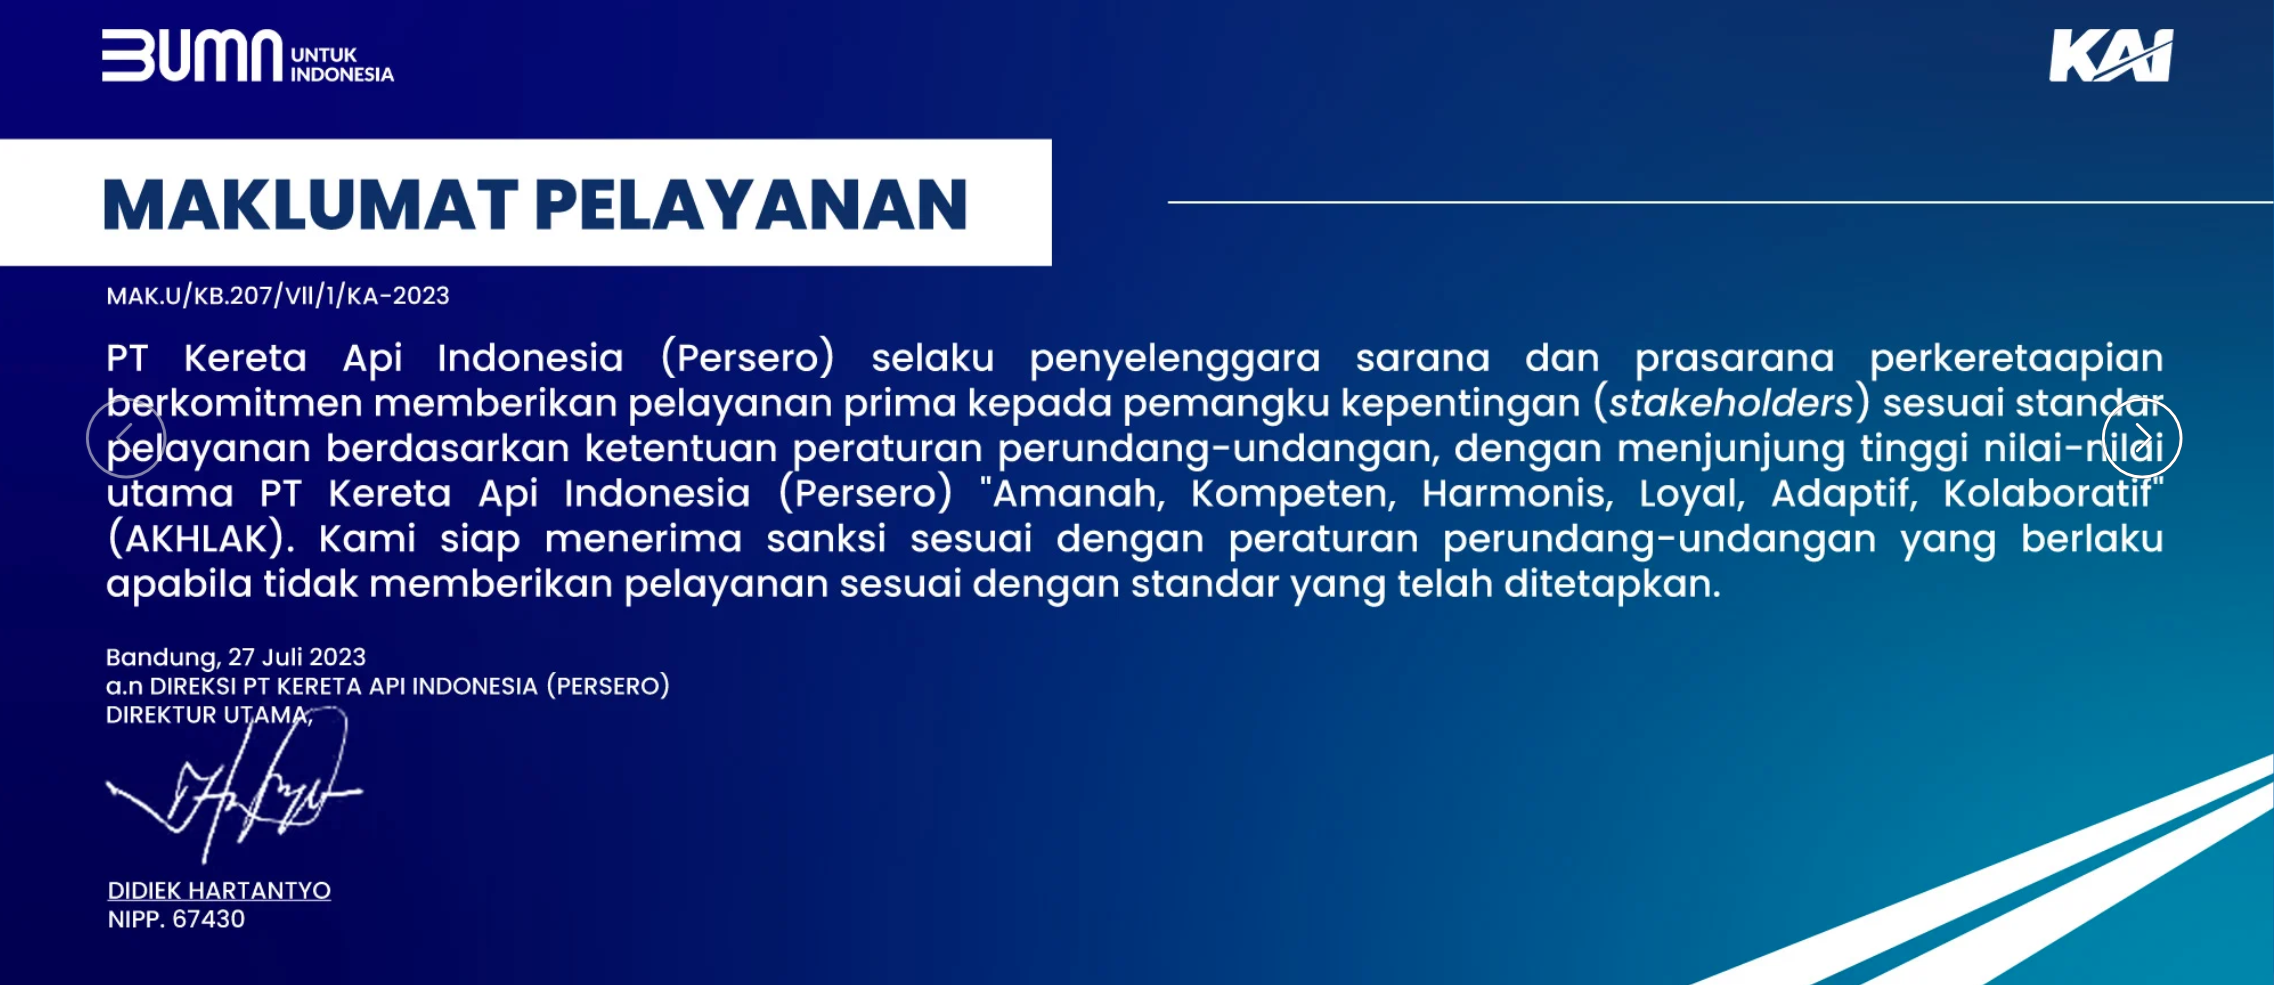 BUMN UNTUK
INDONESIA
KAI
MAKLUMAT PELAYANAN
MAK.U/KB.207/VII/1/KA-2023
PT Kereta Api Indonesia (Persero) selaku penyelenggara sarana dan prasarana perkeretaapian
berkomitmen memberikan pelayanan prima kepada pemangku kepentingan (stakeholders) sesuai standar
pelayanan berdasarkan ketentuan peraturan perundang-undangan, dengan menjunjung tinggi nilai-nilai
utama PT Kereta Api Indonesia (Persero) "Amanah, Kompeten, Harmonis, Loyal, Adaptif, Kolaboratif"
(AKHLAK). Kami siap menerima sanksi sesuai dengan peraturan perundang-undangan yang berlaku
apabila tidak memberikan pelayanan sesuai dengan standar yang telah ditetapkan.
Bandung, 27 Juli 2023
a.n DIREKSI PT KERETA API INDONESIA (PERSERO)
DIREKTUR UTAMA,
DIDIEK HARTANTYO
NIPP. 67430